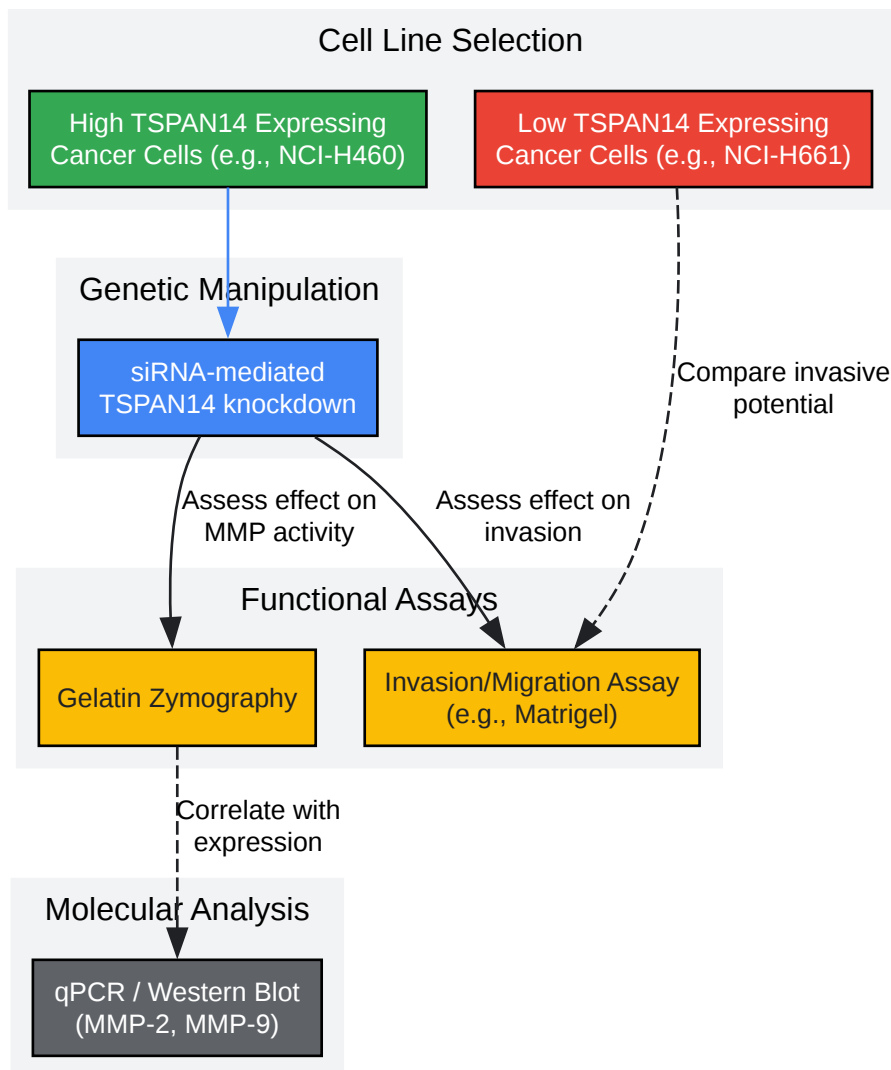 Cell Line Selection
High TSPAN14 Expressing
Cancer Cells (e.g., NCI-H460)
Low TSPAN14 Expressing
Cancer Cells (e.g., NCI-H661)
Genetic Manipulation
siRNA-mediated
TSPAN14 knockdown
Compare invasive
potential
Assess effect on
MMP activity
Assess effect on
invasion
Functional Assays
Gelatin Zymography
Invasion/Migration Assay
(e.g., Matrigel)
Correlate with
expression
Molecular Analysis
qPCR / Western Blot
(MMP-2, MMP-9)